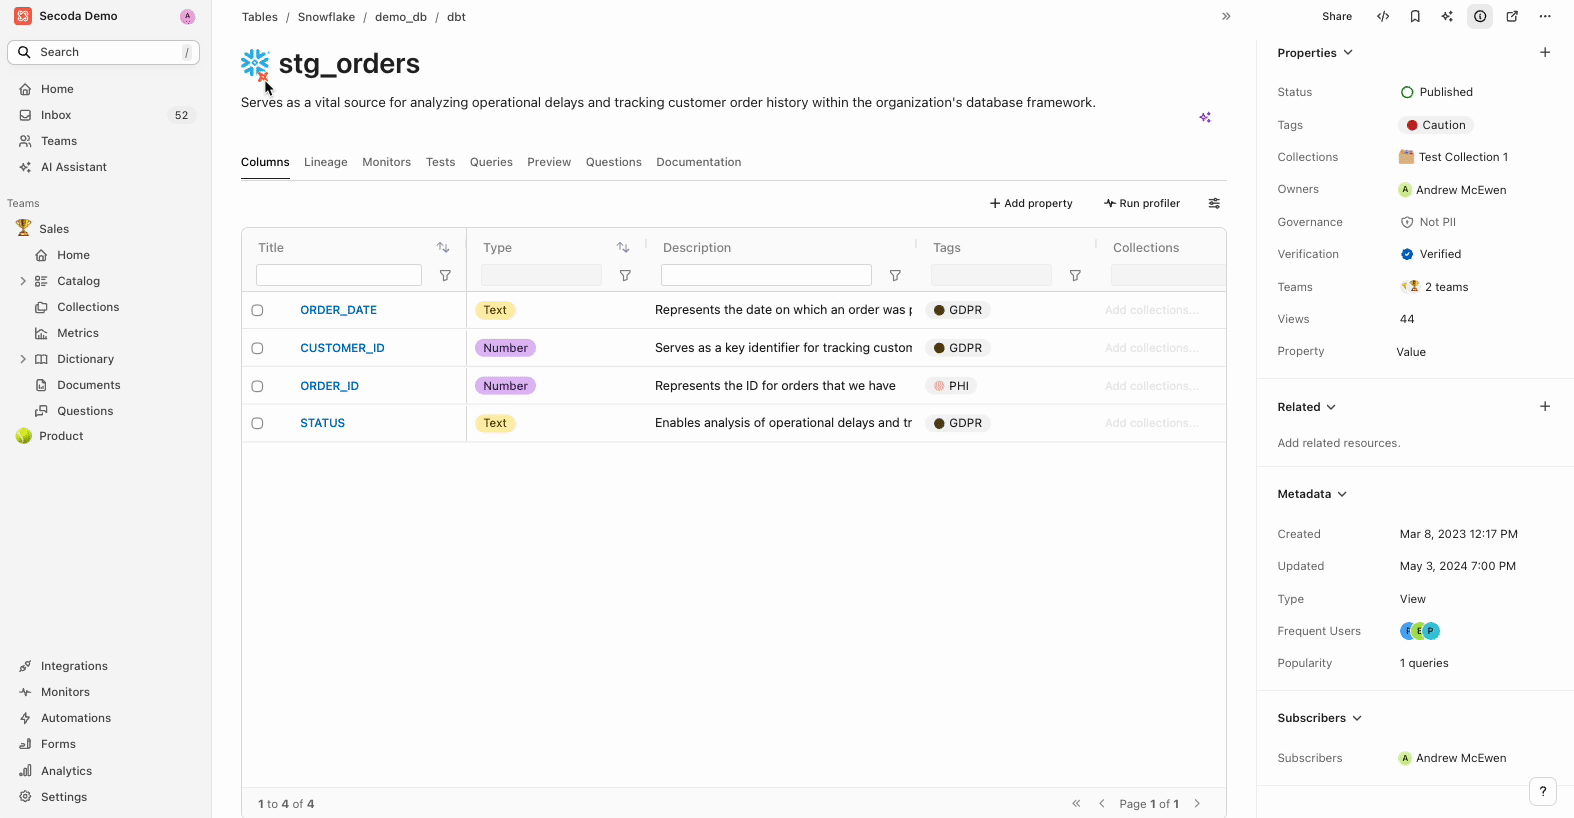 Secoda Demo
A
Search
/
Home
Inbox
52
Teams
AI Assistant
Teams
Sales
Home
Catalog
Collections
Metrics
Dictionary
Documents
Questions
Product
Integrations
Monitors
Automations
Forms
Analytics
Settings
Tables / Snowflake / demo_db / dbt
stg_orders
Serves as a vital source for analyzing operational delays and tracking customer order history within the organization's database framework.
Columns Lineage Monitors Tests Queries Preview Questions Documentation
Add property Run profiler
Title Type Description Tags Collections
ORDER_DATE Text Represents the date on which an order was GDPR Add collections...
CUSTOMER_ID Number Serves as a key identifier for tracking custom GDPR Add collections...
ORDER_ID Number Represents the ID for orders that we have PHI Add collections...
STATUS Text Enables analysis of operational delays and tr GDPR Add collections...
1 to 4 of 4
Page 1 of 1
Share
Properties
Status Published
Tags Caution
Collections Test Collection 1
Owners A Andrew McEwen
Governance Not PII
Verification Verified
Teams 2 teams
Views 44
Property Value
Related
Add related resources.
Metadata
Created Mar 8, 2023 12:17 PM
Updated May 3, 2024 7:00 PM
Type View
Frequent Users E P
Popularity 1 queries
Subscribers
Subscribers A Andrew McEwen
?